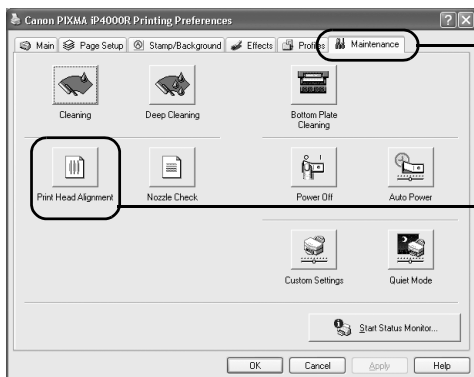 Canon PIXMA iP4000R Printing Preferences
Main Page Setup Stamp/Background Effects Profiles Maintenance
Cleaning Deep Cleaning Bottom Plate Cleaning
Print Head Alignment Nozzle Check Power Off Auto Power
Custom Settings Quiet Mode
Start Status Monitor...
OK Cancel Apply Help